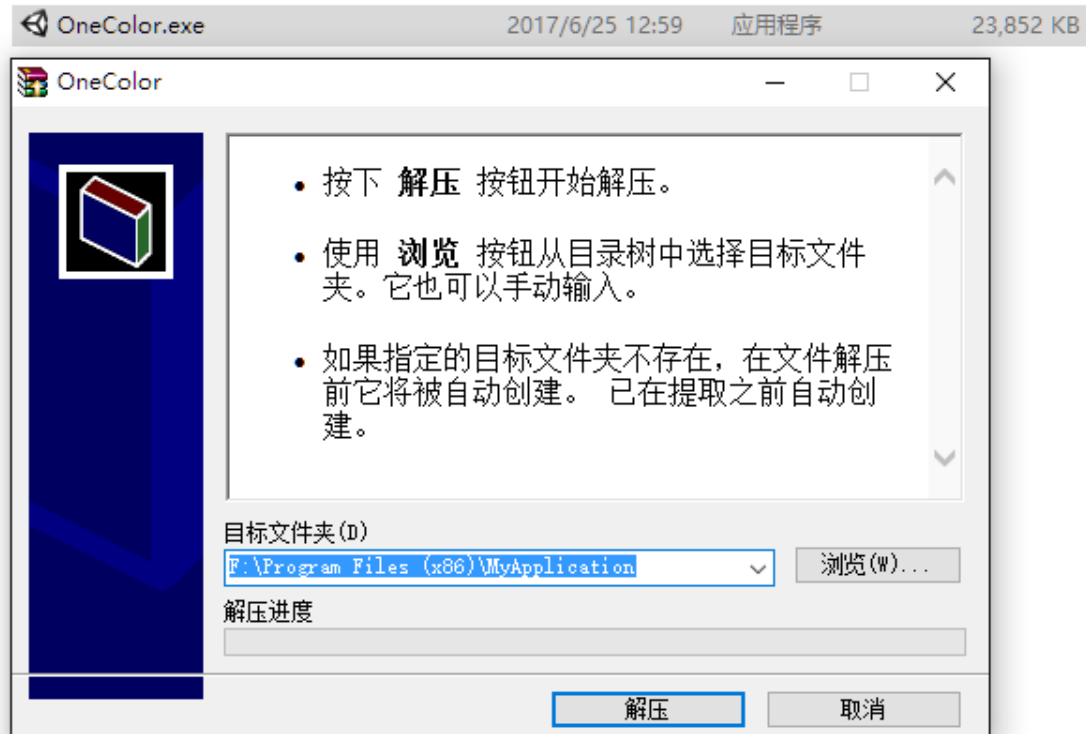 OneColor.exe 2017/6/25 12:59 应用程序 23,852 KB
OneColor
按下 解压 按钮开始解压。
使用 浏览 按钮从目录树中选择目标文件
夹。它也可以手动输入。
如果指定的目标文件夹不存在，在文件解压
前它将被自动创建。 已在提取之前自动创
建。
目标文件夹(D)
F:\Program Files (x86)\MyApplication
浏览(W)...
解压进度
解压
取消